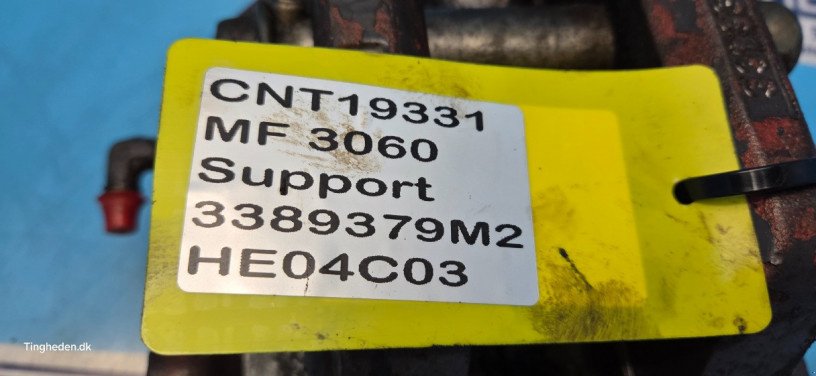 CNT19331
MF 3060
Support
3389379M2
HE04C03
Tingheden.dk